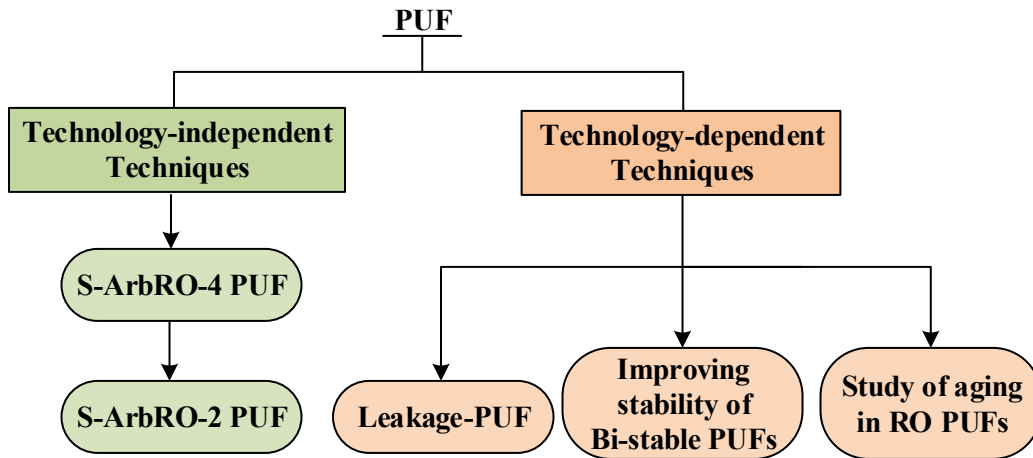 PUF
Technology-independent
Techniques
Technology-dependent
Techniques
S-ArbRO-4 PUF
S-ArbRO-2 PUF
Leakage-PUF
Improving
stability of
Bi-stable PUFs
Study of aging
in RO PUFs